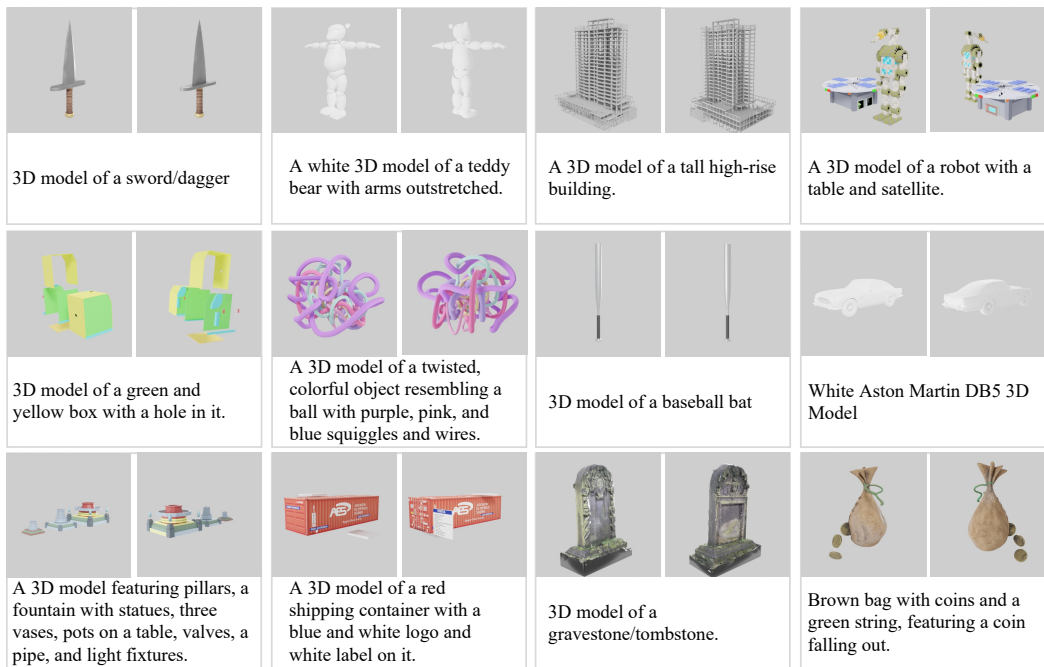 3D model of a sword/dagger
A white 3D model of a teddy
bear with arms outstretched.
A 3D model of a tall high-rise
building.
A 3D model of a robot with a
table and satellite.
3D model of a green and
yellow box with a hole in it.
A 3D model of a twisted,
colorful object resembling a
ball with purple, pink, and
blue squiggles and wires.
3D model of a baseball bat
White Aston Martin DB5 3D
Model
A 3D model featuring pillars, a
fountain with statues, three
vases, pots on a table, valves, a
pipe, and light fixtures.
A 3D model of a red
shipping container with a
blue and white logo and
white label on it.
3D model of a
gravestone/tombstone.
Brown bag with coins and a
green string, featuring a coin
falling out.